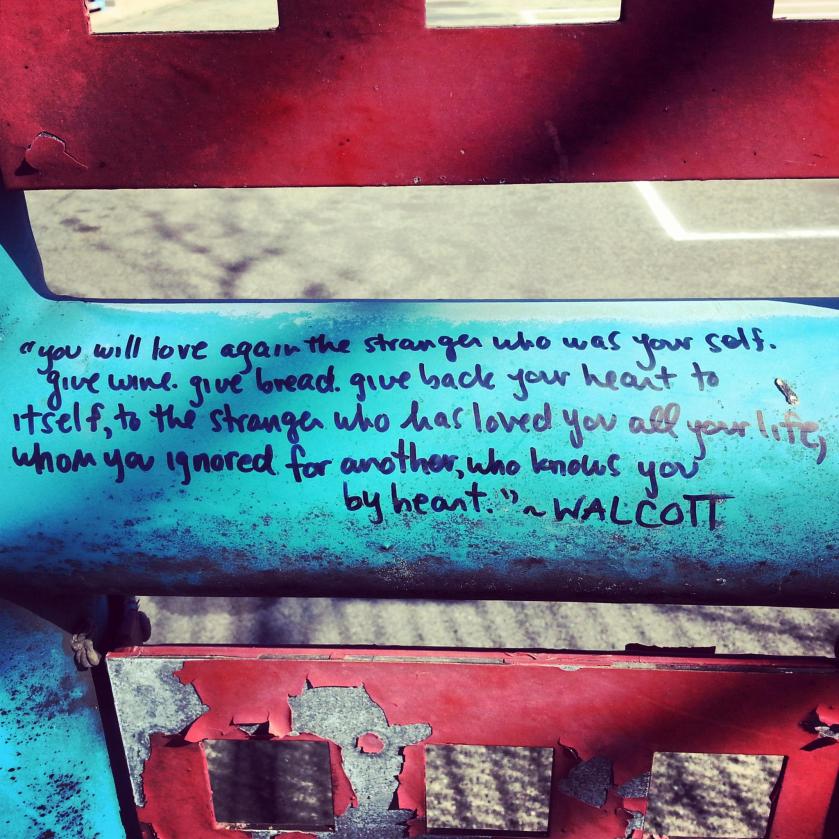 "you will love again the stranger who was your self.
give wine. give bread. give back your heart to
itself, to the stranger who has loved you all your life,
whom you ignored for another, who knows you
by heart." ~ WALCOTT